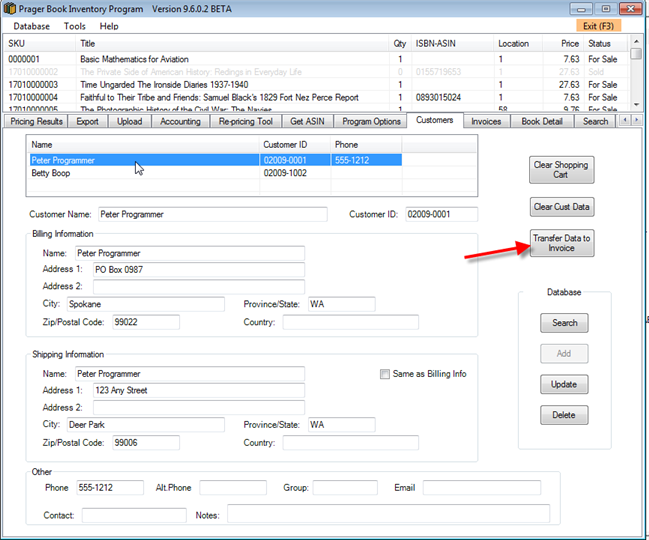 Prager Book Inventory Program Version 9.6.0.2 BETA
Database Tools Help Exit (F3)
SKU Title Qty ISBN-ASIN Location Price Status
0000001 Basic Mathematics for Aviation 1 1 7.63 For Sale
17010000002 The Private Side of American History: Redings in Everyday Life 0 0155719653 1 27.63 Sold
17010000003 Time Ungarded The Ironside Diaries 1937-1940 1 1 7.63 For Sale
17010000004 Faithful to Their Tribe and Friends: Samuel Black's 1829 Fort Nez Perce Report 1 0893015024 1 7.63 For Sale
17010000005 The Photographic History of the Civil War: The Navies 1 58 9.76 For Sale
Pricing Results Export Upload Accounting Re-pricing Tool Get ASIN Program Options Customers Invoices Book Detail Search
Name Customer ID Phone
Peter Programmer 02009-0001 555-1212
Betty Boop 02009-1002
Clear Shopping
Cart
Clear Cust Data
Transfer Data to
Invoice
Customer Name: Peter Programmer Customer ID: 02009-0001
Billing Information
Name: Peter Programmer
Address 1: PO Box 0987
Address 2:
City: Spokane Province/State: WA
Zip/Postal Code: 99022 Country:
Database
Search
Add
Update
Delete
Shipping Information
Name: Peter Programmer Same as Billing Info
Address 1: 123 Any Street
Address 2:
City: Deer Park Province/State: WA
Zip/Postal Code: 99006 Country:
Other
Phone 555-1212 Alt.Phone Group: Email
Contact: Notes: